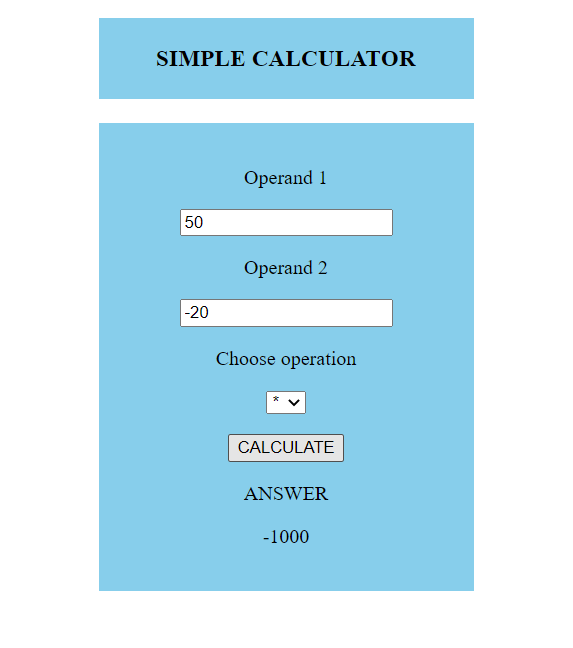 SIMPLE CALCULATOR
Operand 1
50
Operand 2
-20
Choose operation
*
CALCULATE
ANSWER
-1000